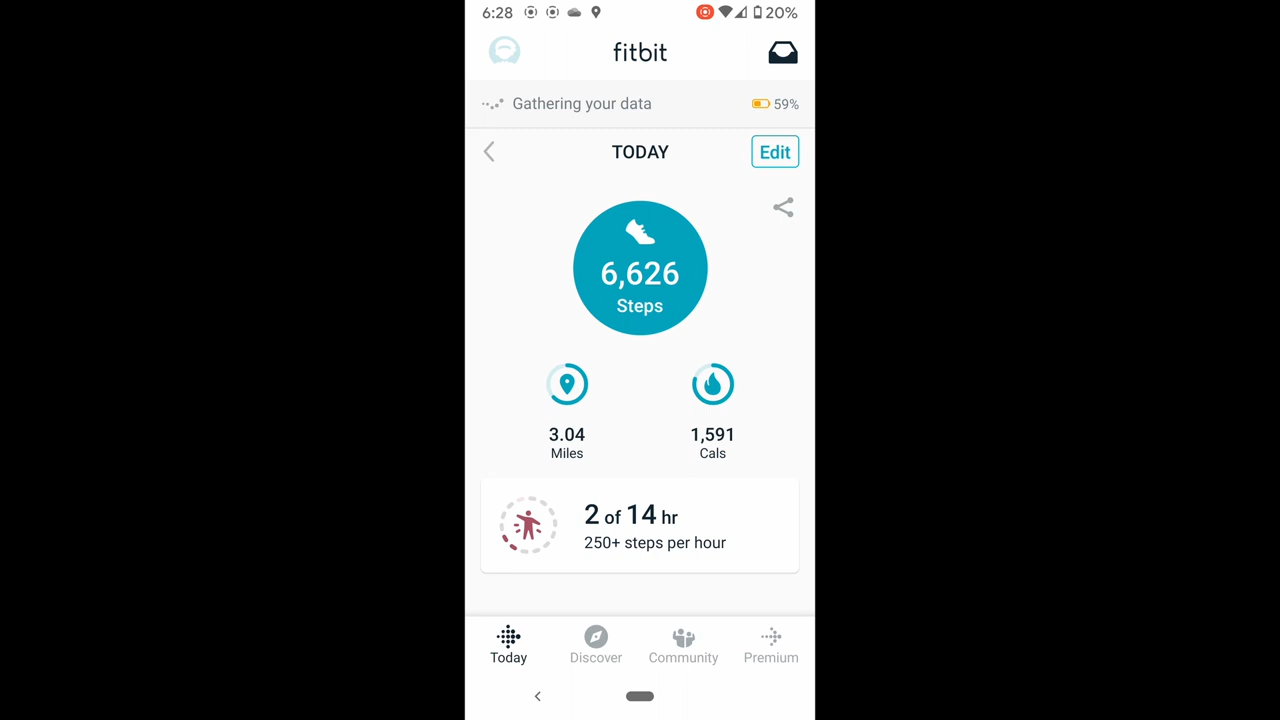 6:28 20%
fitbit
Gathering your data 59%
TODAY Edit
6,626
Steps
3.04 1,591
Miles Cals
2 of 14 hr
250+ steps per hour
Today Discover Community Premium